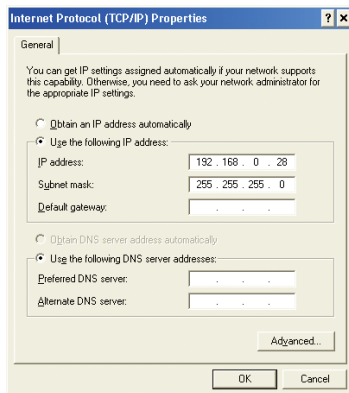 Internet Protocol (TCP/IP) Properties
General
You can get IP settings assigned automatically if your network supports
this capability. Otherwise, you need to ask your network administrator for
the appropriate IP settings.
Obtain an IP address automatically
Use the following IP address:
IP address: 192 . 168 . 0 . 28
Subnet mask: 255 . 255 . 255 . 0
Default gateway: . . .
Obtain DNS server address automatically
Use the following DNS server addresses:
Preferred DNS server: . . .
Alternate DNS server: . . .
Advanced...
OK Cancel